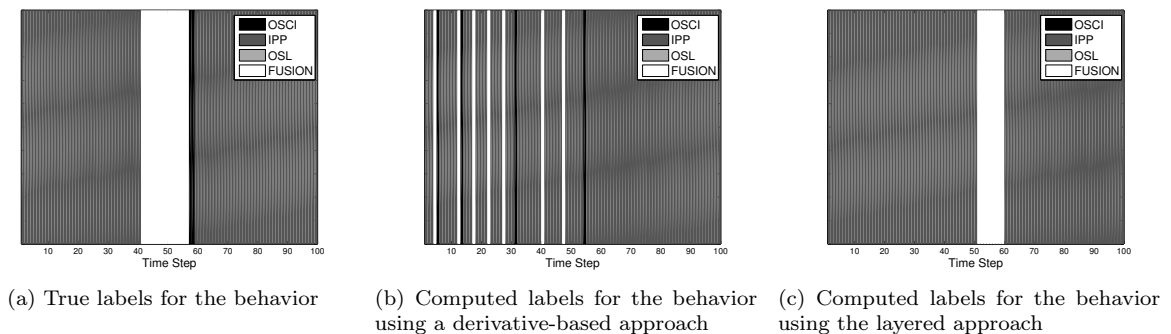 OSCI
IPP
OSL
FUSION
10 20 30 40 50 60 70 80 90 100
Time Step
(a) True labels for the behavior
OSCI
IPP
OSL
FUSION
10 20 30 40 50 60 70 80 90 100
Time Step
(b) Computed labels for the behavior
using a derivative-based approach
OSCI
IPP
OSL
FUSION
10 20 30 40 50 60 70 80 90 100
Time Step
(c) Computed labels for the behavior
using the layered approach